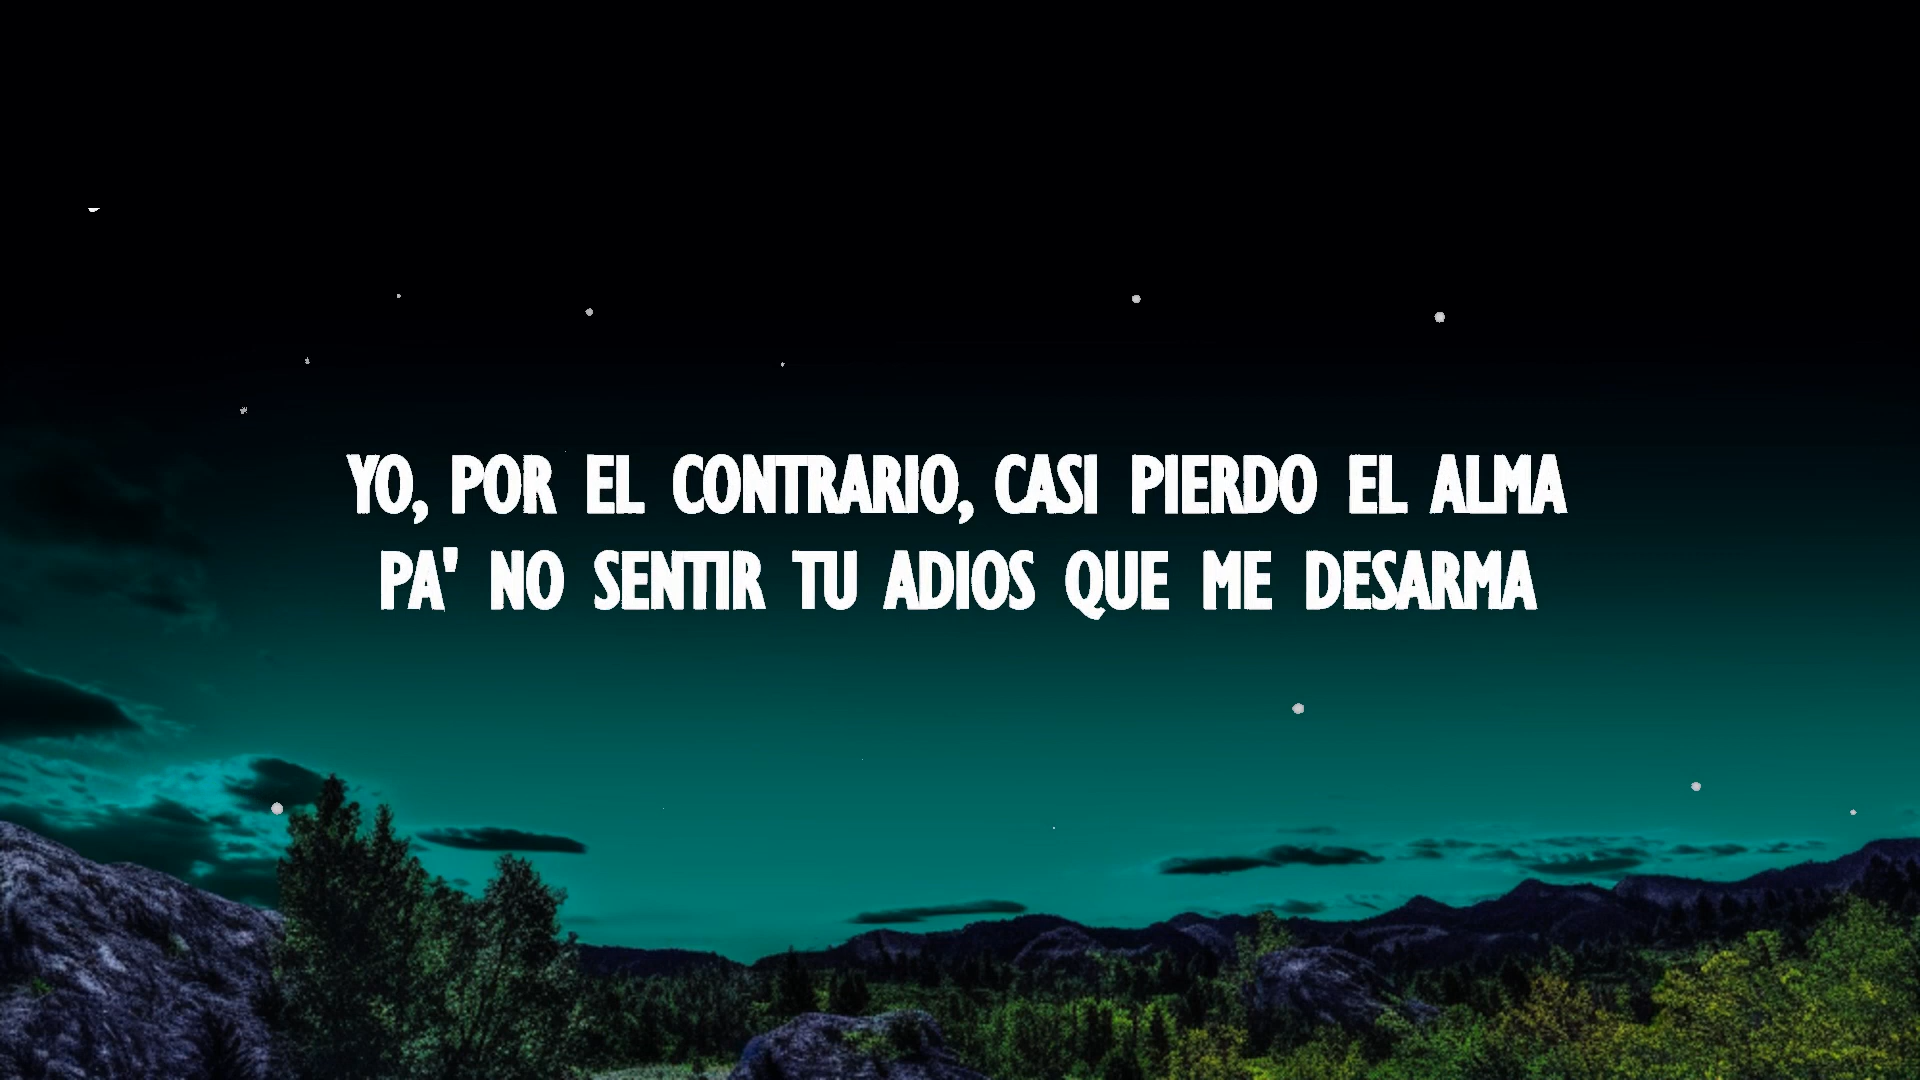 YO, POR EL CONTRARIO, CASI PIERDO EL ALMA
PA' NO SENTIR TU ADIOS QUE ME DESARMA